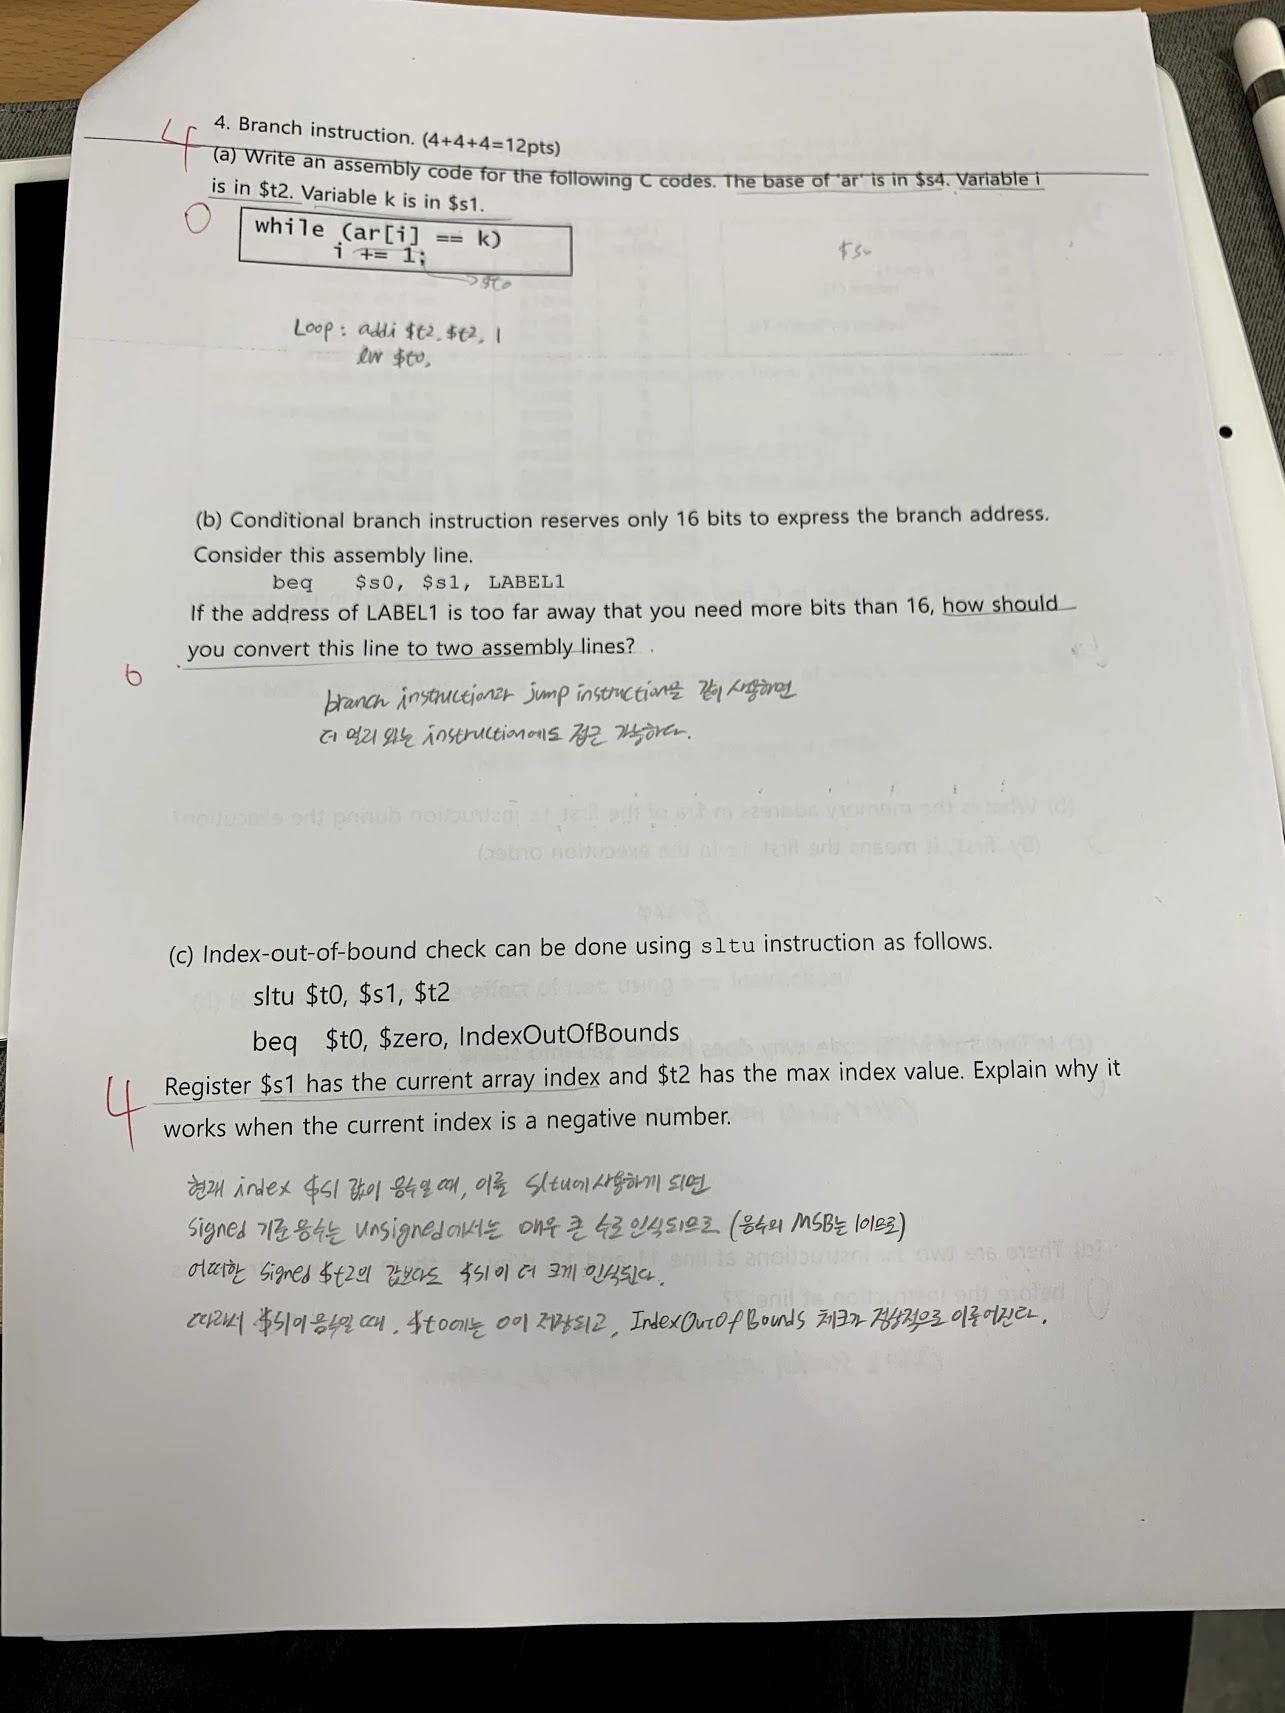 4
4. Branch instruction. (4+4+4=12pts)
(a) Write an assembly code for the following C codes. The base of 'ar' is in $s4. Variable i
is in $t2. Variable k is in $s1.
0
while (ar[i] == k)
i += 1;
$t0
Loop : addi $t2, $t2, 1
lw $t0,
(b) Conditional branch instruction reserves only 16 bits to express the branch address.
Consider this assembly line.
beq $s0, $s1, LABEL1
If the address of LABEL1 is too far away that you need more bits than 16, how should
you convert this line to two assembly lines?
branch instruction과 jump instruction을 같이 사용하면
더 멀리 있는 instruction에도 접근 가능하다.
(c) Index-out-of-bound check can be done using sltu instruction as follows.
sltu $t0, $s1, $t2
beq $t0, $zero, IndexOutOfBounds
4
Register $s1 has the current array index and $t2 has the max index value. Explain why it
works when the current index is a negative number.
현재 index $s1 값이 음수일 때, 이를 sltu에 사용하게 되면
signed 기준 음수는 unsigned에서는 매우 큰 수로 인식되므로 (음수의 MSB는 1이므로)
어떠한 signed $t2의 값보다도 $s1이 더 크게 인식된다.
따라서 $s1이 음수일 때, $t0에는 0이 저장되고, IndexOutOfBounds 체크가 정상적으로 이루어진다.